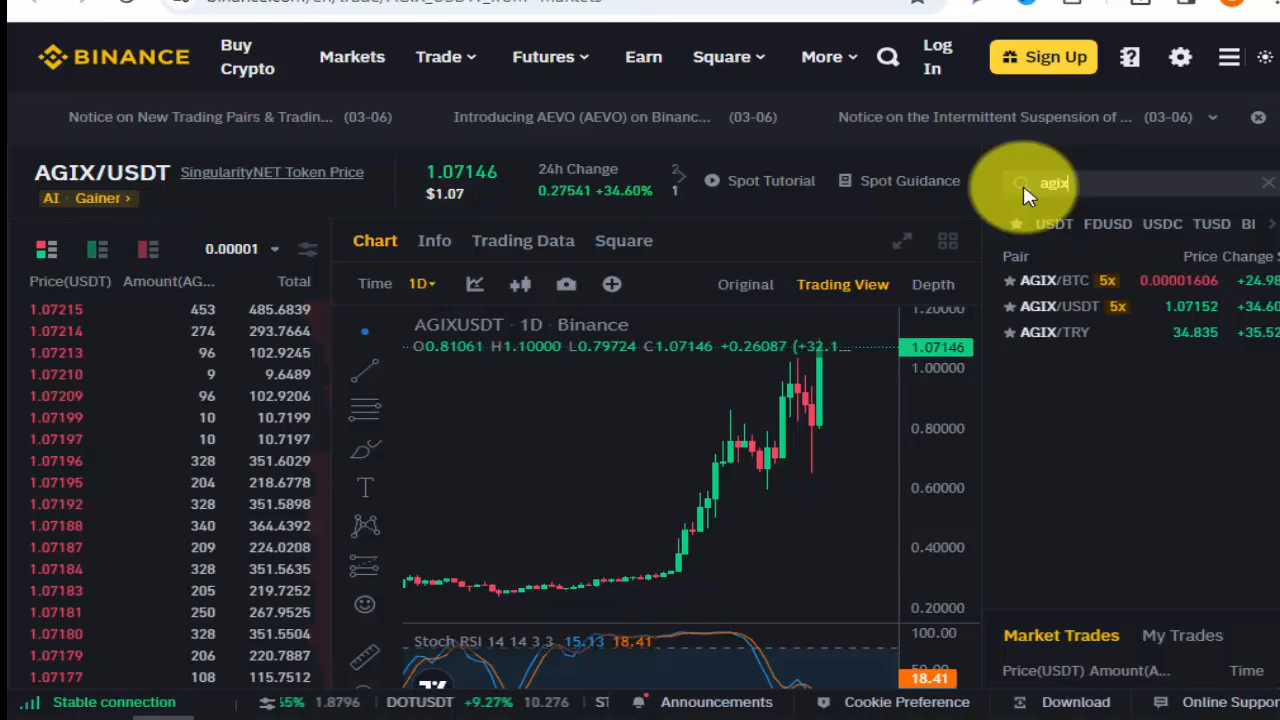 BINANCE
Buy Crypto
Markets
Trade
Futures
Earn
Square
More
Log In
Sign Up
Notice on New Trading Pairs & Tradin... (03-06)
Introducing AEVO (AEVO) on Binanc... (03-06)
Notice on the Intermittent Suspension of ... (03-06)
AGIX/USDT
SingularityNET Token Price
AI Gainer >
1.07146
$1.07
24h Change
0.27541 +34.60%
Spot Tutorial
Spot Guidance
agix
USDT FDUSD USDC TUSD BI
Pair
Price Change
AGIX/BTC 5x 0.00001606 +24.98
AGIX/USDT 5x 1.07152 +34.60
AGIX/TRY 34.835 +35.52
0.00001
Price(USDT) Amount(AG... Total
1.07215 453 485.6839
1.07214 274 293.7664
1.07213 96 102.9245
1.07210 9 9.6489
1.07209 96 102.9206
1.07199 10 10.7199
1.07197 10 10.7197
1.07196 328 351.6029
1.07195 204 218.6778
1.07192 328 351.5898
1.07188 340 364.4392
1.07187 209 224.0208
1.07184 328 351.5635
1.07183 205 219.7252
1.07181 250 267.9525
1.07180 328 351.5504
1.07179 206 220.7887
1.07177 108 115.7512
Chart Info Trading Data Square
Time 1D
Original Trading View Depth
AGIXUSDT · 1D · Binance
O0.81061 H1.10000 L0.79724 C1.07146 +0.26087 (+32.1...
1.20000
1.07146
1.00000
0.80000
0.60000
0.40000
0.20000
Stoch RSI 14 14 3 3 15.13 18.41
100.00
18.41
Market Trades My Trades
Price(USDT) Amount(A... Time
Stable connection
1.8796
DOTUSDT +9.27% 10.276
Announcements
Cookie Preference
Download
Online Suppor